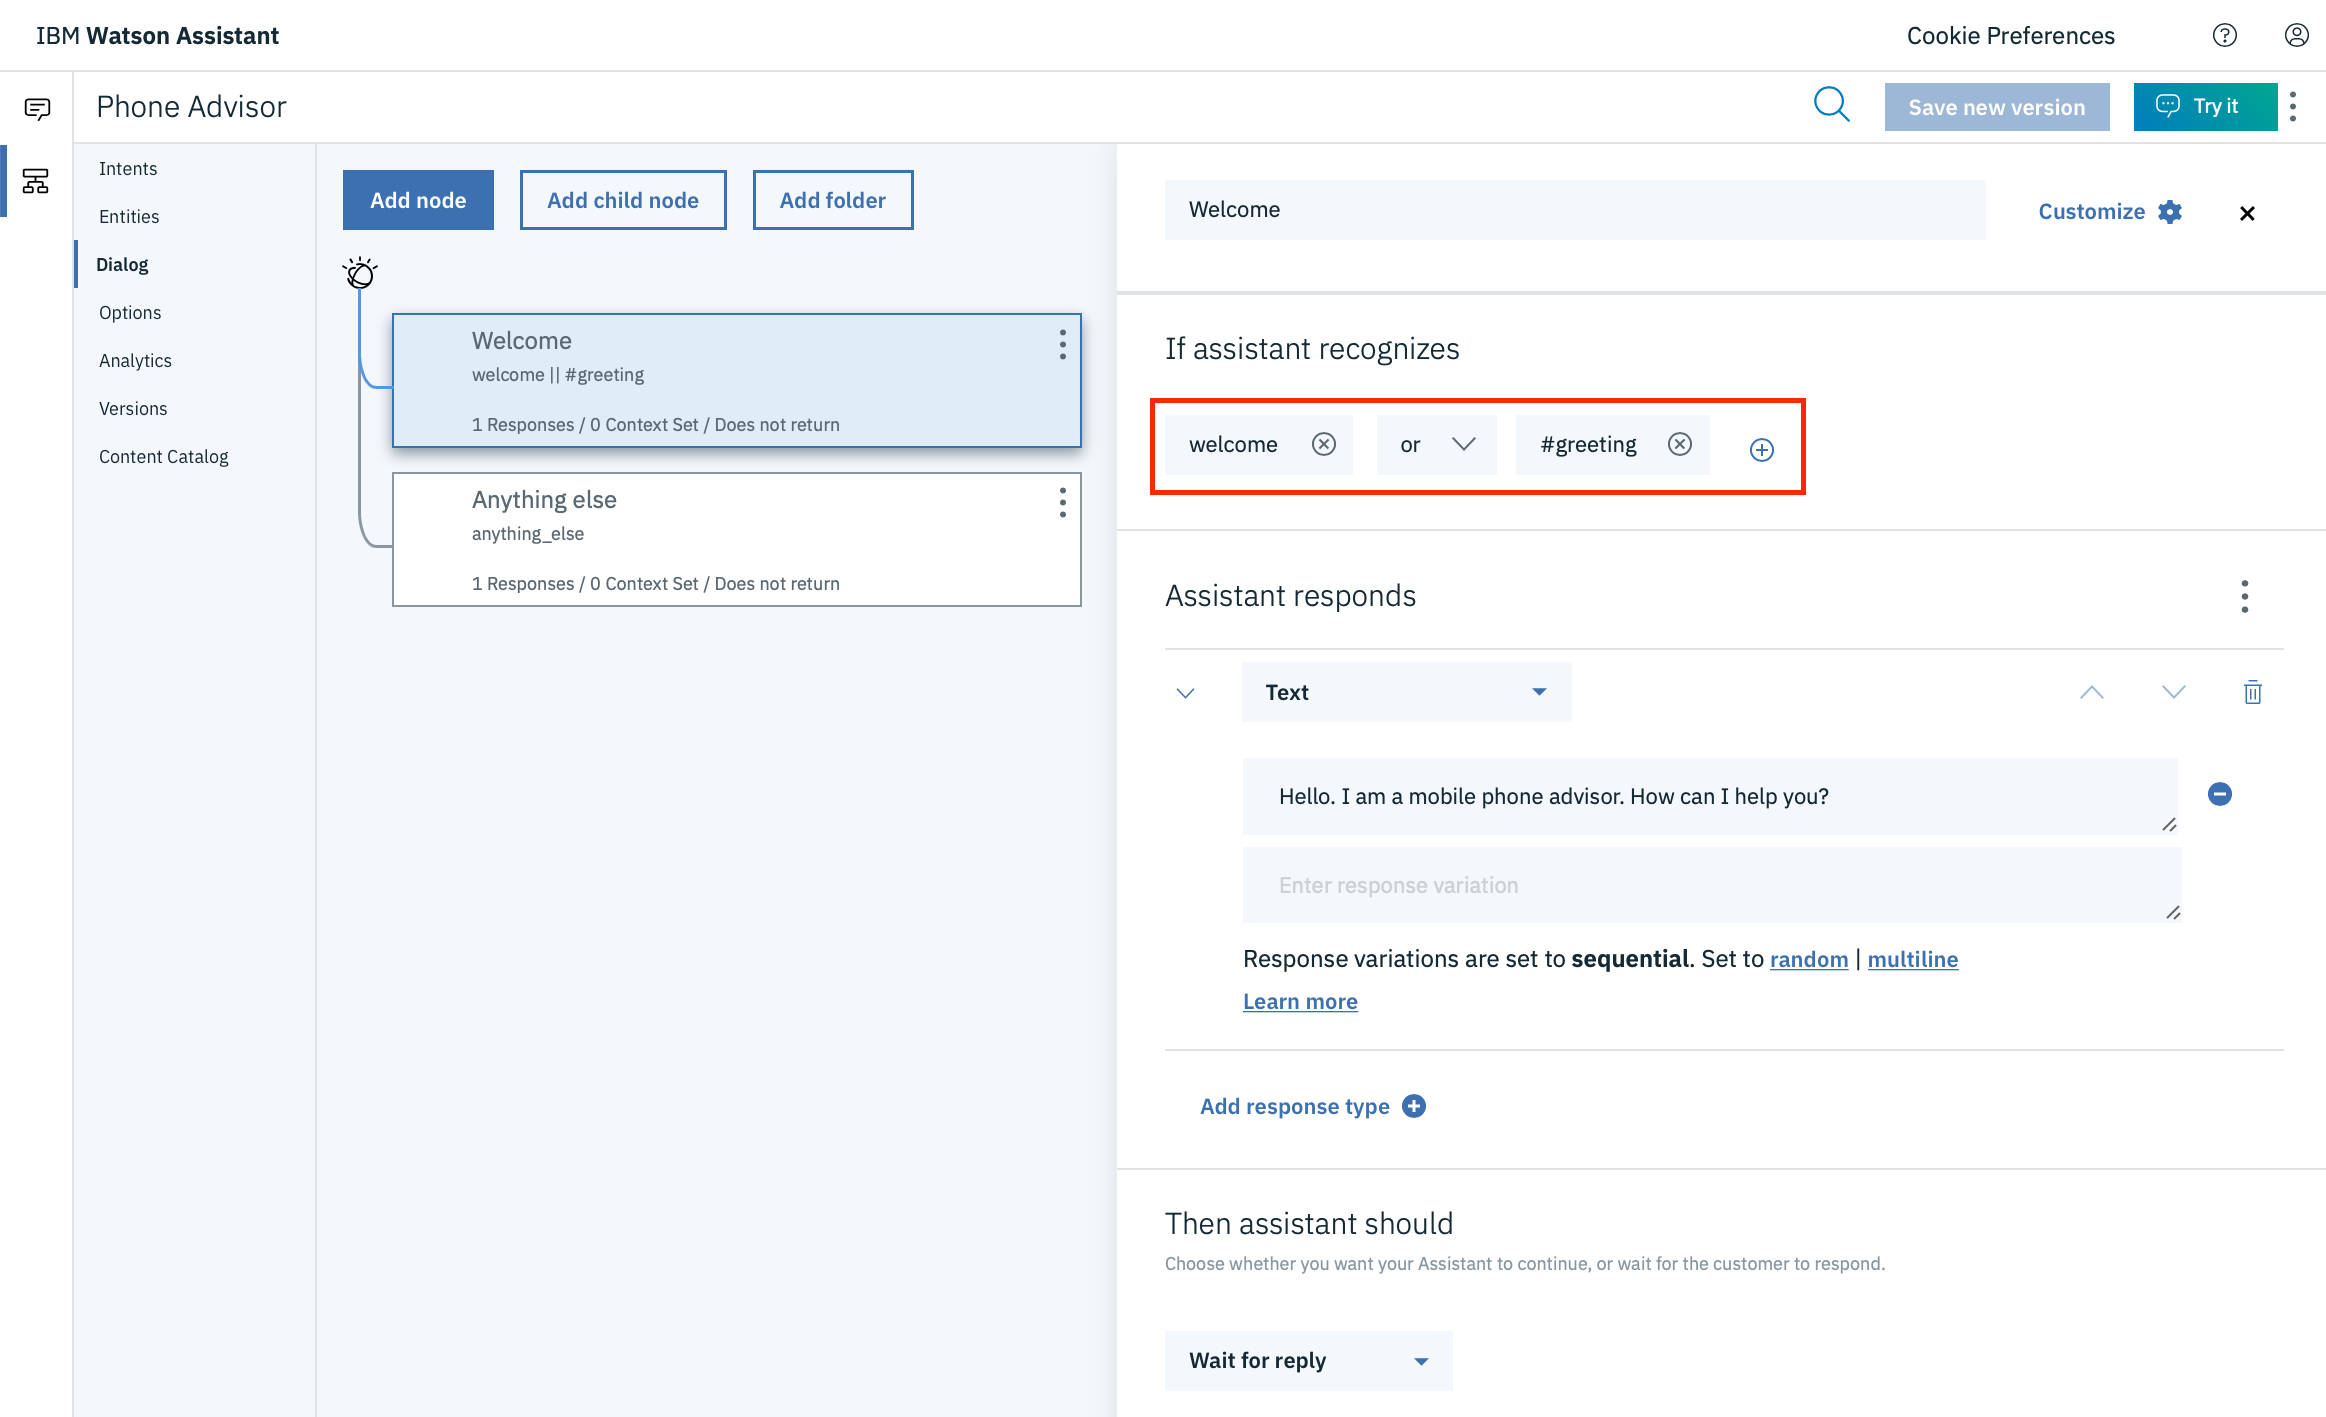 IBM Watson Assistant
Cookie Preferences
Phone Advisor
Save new version
Try it
Intents
Entities
Dialog
Options
Analytics
Versions
Content Catalog
Add node
Add child node
Add folder
Welcome
welcome || #greeting
1 Responses / 0 Context Set / Does not return
Anything else
anything_else
1 Responses / 0 Context Set / Does not return
Welcome
Customize
If assistant recognizes
welcome
or
#greeting
Assistant responds
Text
Hello. I am a mobile phone advisor. How can I help you?
Enter response variation
Response variations are set to sequential. Set to random | multiline
Learn more
Add response type
Then assistant should
Choose whether you want your Assistant to continue, or wait for the customer to respond.
Wait for reply